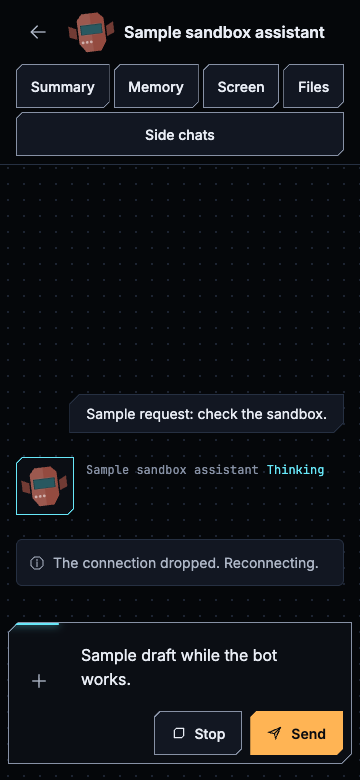 Sample sandbox assistant
Summary
Memory
Screen
Files
Side chats
Sample request: check the sandbox.
Sample sandbox assistant Thinking
The connection dropped. Reconnecting.
Sample draft while the bot
works.
Stop
Send